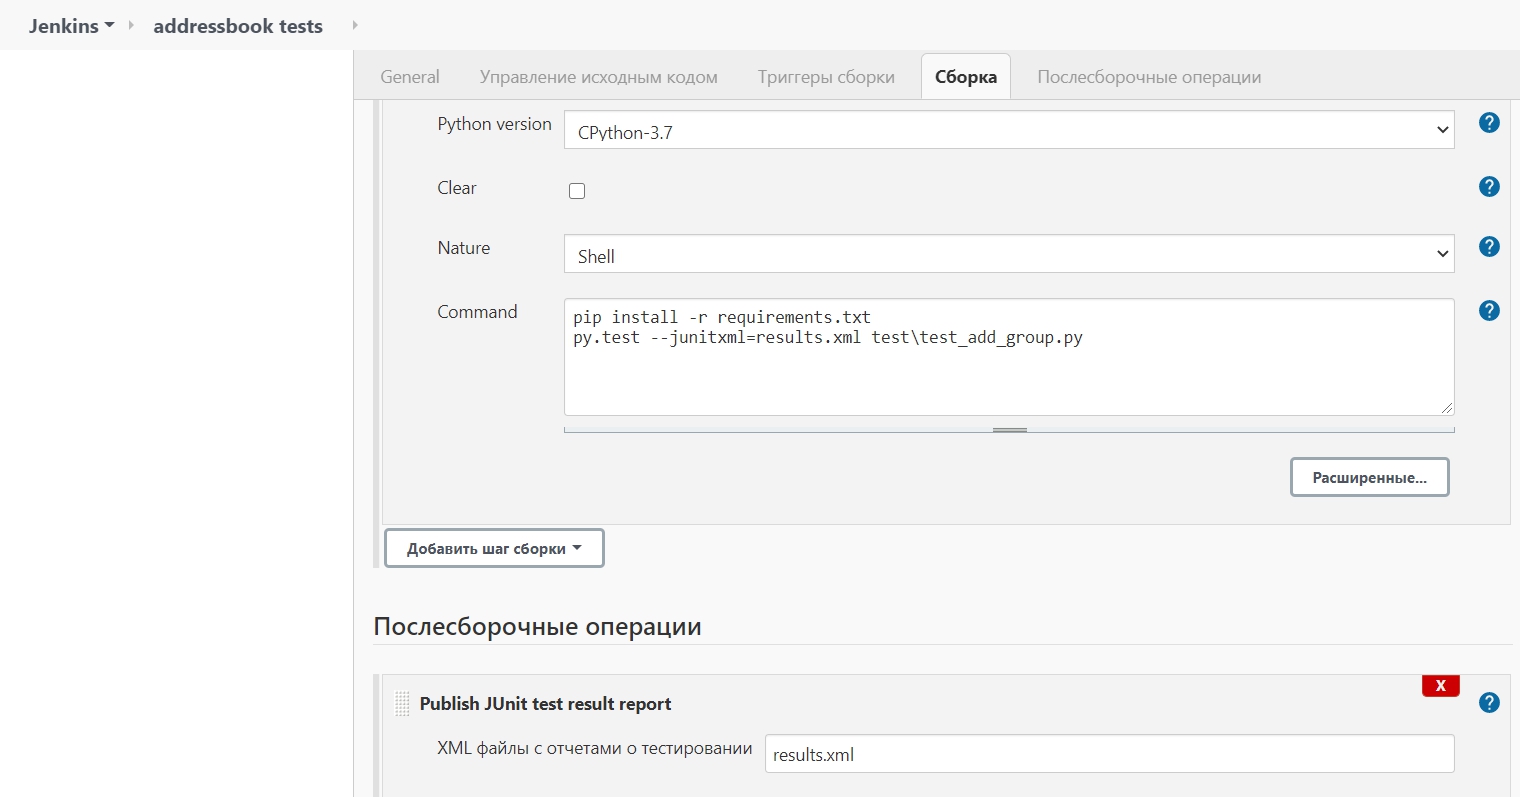 Jenkins addressbook tests
General Управление исходным кодом Триггеры сборки Сборка Послесборочные операции
Python version CPython-3.7 ?
Clear ?
Nature Shell ?
Command pip install -r requirements.txt ?
py.test --junitxml=results.xml test\test_add_group.py
Расширенные...
Добавить шаг сборки
Послесборочные операции
X
Publish JUnit test result report ?
XML файлы с отчетами о тестировании results.xml